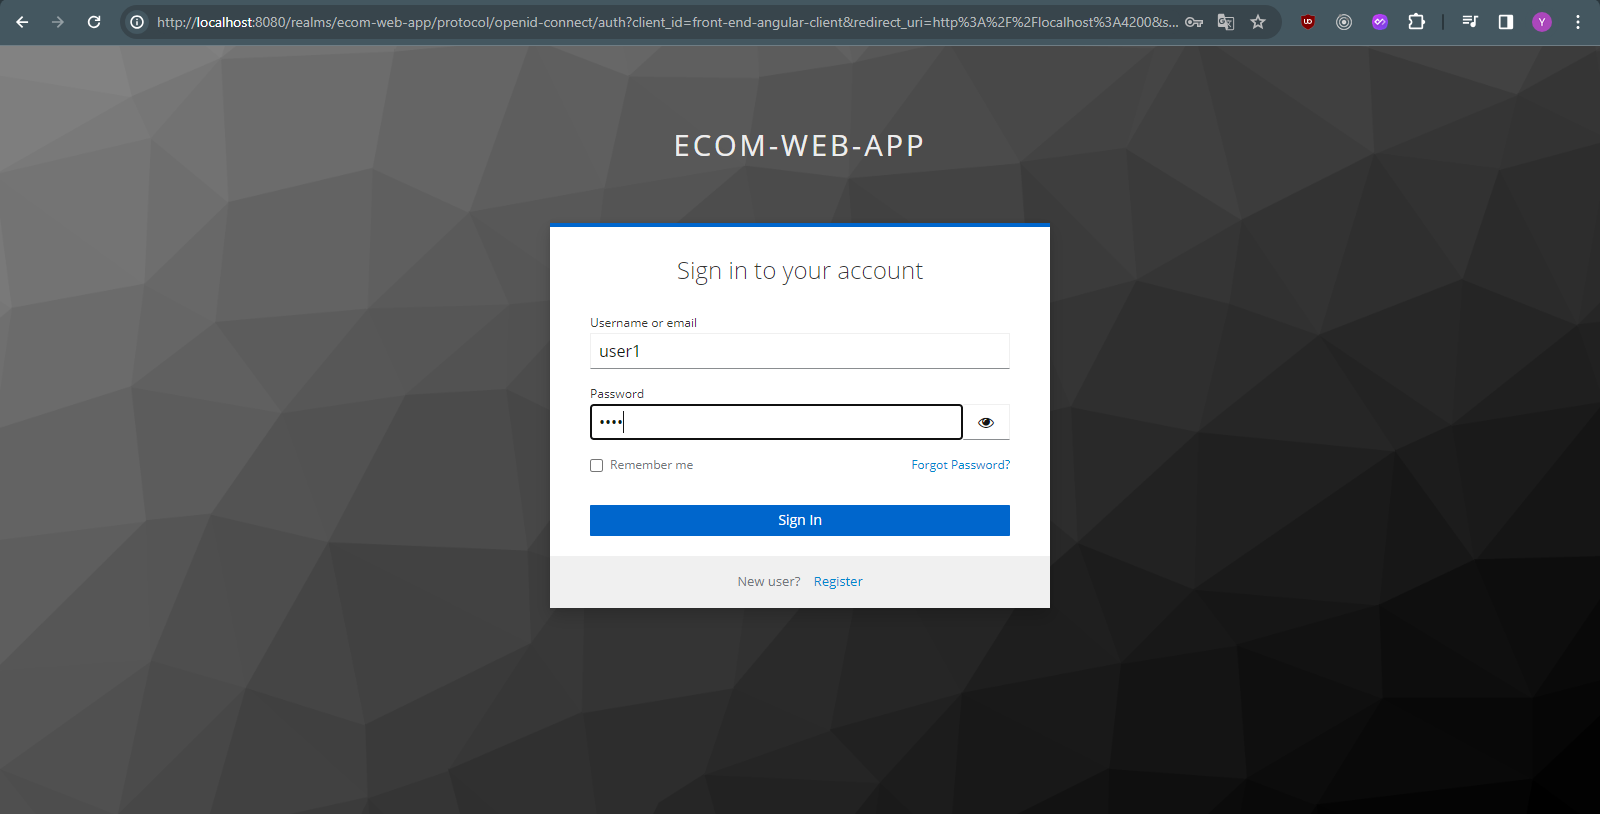 http://localhost:8080/realms/ecom-web-app/protocol/openid-connect/auth?client_id=front-end-angular-client&redirect_uri=http%3A%2F%2Flocalhost%3A4200&s...
Y
ECOM-WEB-APP
Sign in to your account
Username or email
user1
Password
••••
Remember me Forgot Password?
Sign In
New user? Register